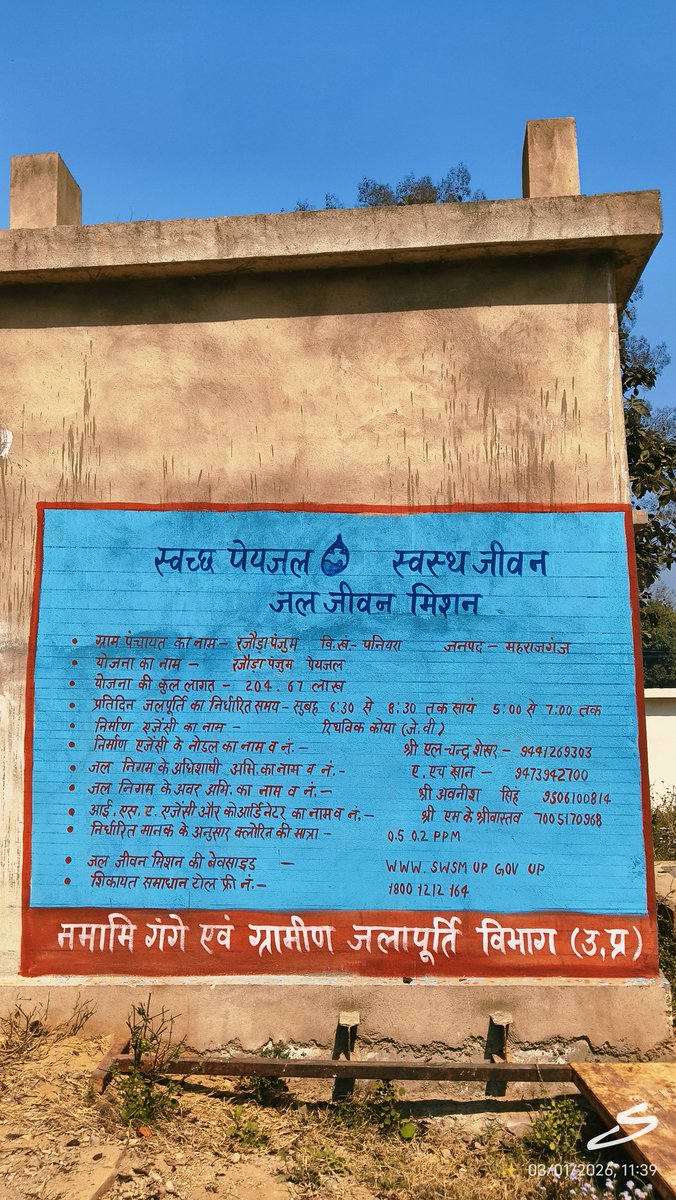 स्वच्छ पेयजल स्वस्थ जीवन
जल जीवन मिशन
• ग्राम पंचायत का नाम - रजौड़ा पंजुम वि.खं.- पनियरा जनपद - महराजगंज
• योजना का नाम - रजौड़ा पंजुम पेयजल
• योजना की कुल लागत - 204.67 लाख
• प्रतिदिन जलपूर्ति का निर्धारित समय - सुबह 6:30 से 8:30 तक सायं 5:00 से 7:00 तक
• निर्माण एजेंसी का नाम - रिथविक कोया (जे.वी)
• निर्माण एजेंसी के नोडल का नाम व नं.- श्री एल-चन्द्र शेखर - 9441269303
• जल निगम के अधिशाषी अभि.का नाम व नं.- ए.एच खान - 9473942700
• जल निगम के अवर अभि. का नाम व नं.- श्री अवनीश सिंह 9506100814
• आई.एस.ए. एजेंसी और कोआर्डिनेटर का नाम व नं.- श्री एम के श्रीवास्तव 7005170968
• निर्धारित मानक के अनुसार क्लोरिन की मात्रा - 0.5 0.2 PPM
• जल जीवन मिशन की बेवसाइड - WWW. SWSM UP GOV UP
• शिकायत समाधान टोल फ्री नं.- 1800 1212 164
नमामि गंगे एवं ग्रामीण जलापूर्ति विभाग (उ.प्र)
03/01/2026, 11:39